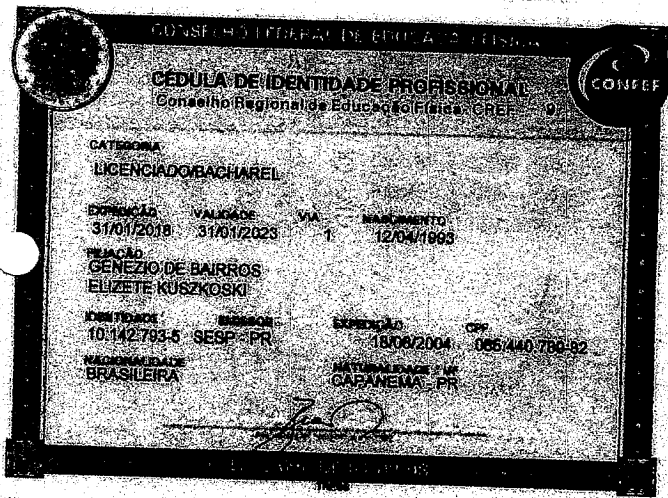 CONSELHO FEDERAL DE EDUCAÇÃO FÍSICA
CÉDULA DE IDENTIDADE PROFISSIONAL
Conselho Regional de Educação Física CREF 9
CONFEF
CATEGORIA
LICENCIADO/BACHAREL
EXPEDIÇÃO VALIDADE VIA NASCIMENTO
31/01/2018 31/01/2023 1 12/04/1993
FILIAÇÃO
GENEZIO DE BAIRROS
ELIZETE KUSZKOSKI
IDENTIDADE EMISSOR EXPEDIÇÃO CPF
10.142.793-5 SESP - PR 18/06/2004
NACIONALIDADE NATURALIDADE / UF
BRASILEIRA CAPANEMA - PR